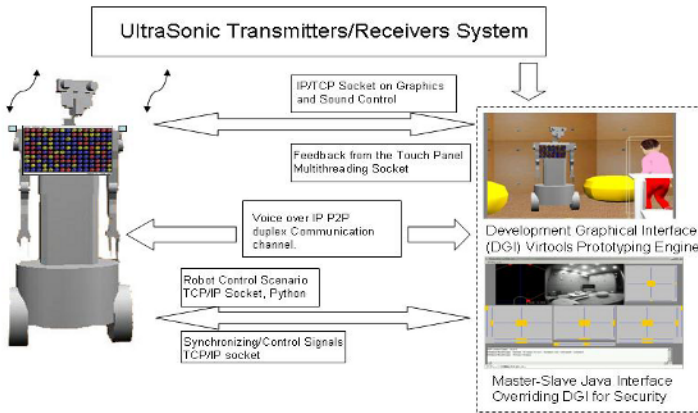 UltraSonic Transmitters/Receivers System
IP/TCP Socket on Graphics
and Sound Control
Feedback from the Touch Panel
Multithreading Socket
Voice over IP P2P
duplex Communication
channel.
Robot Control Scenario
TCP/IP Socket, Python
Synchronizing/Control Signals
TCP/IP socket
Development Graphical Interface
(DGI) Virtools Prototyping Engine
Master-Slave Java Interface
Overriding DGI for Security